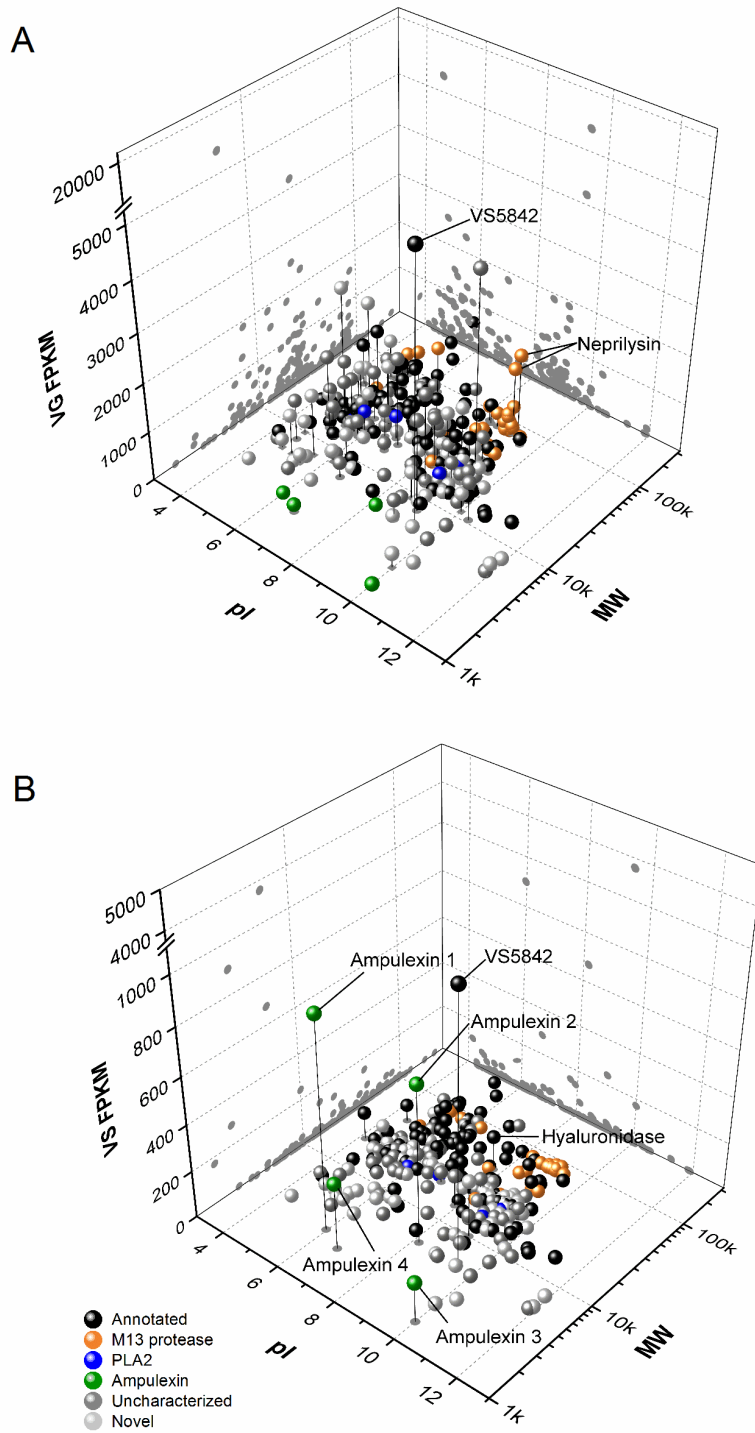 A
20000
5000
4000
3000
2000
1000
0
VG FPKM
VS5842
Neprilysin
4
6
8
10
12
pI
1k
10k
100k
MW
B
5000
4000
1000
800
600
400
200
0
VS FPKM
Ampulexin 1
VS5842
Ampulexin 2
Hyaluronidase
Ampulexin 4
Ampulexin 3
4
6
8
10
12
pI
1k
10k
100k
MW
Annotated
M13 protease
PLA2
Ampulexin
Uncharacterized
Novel